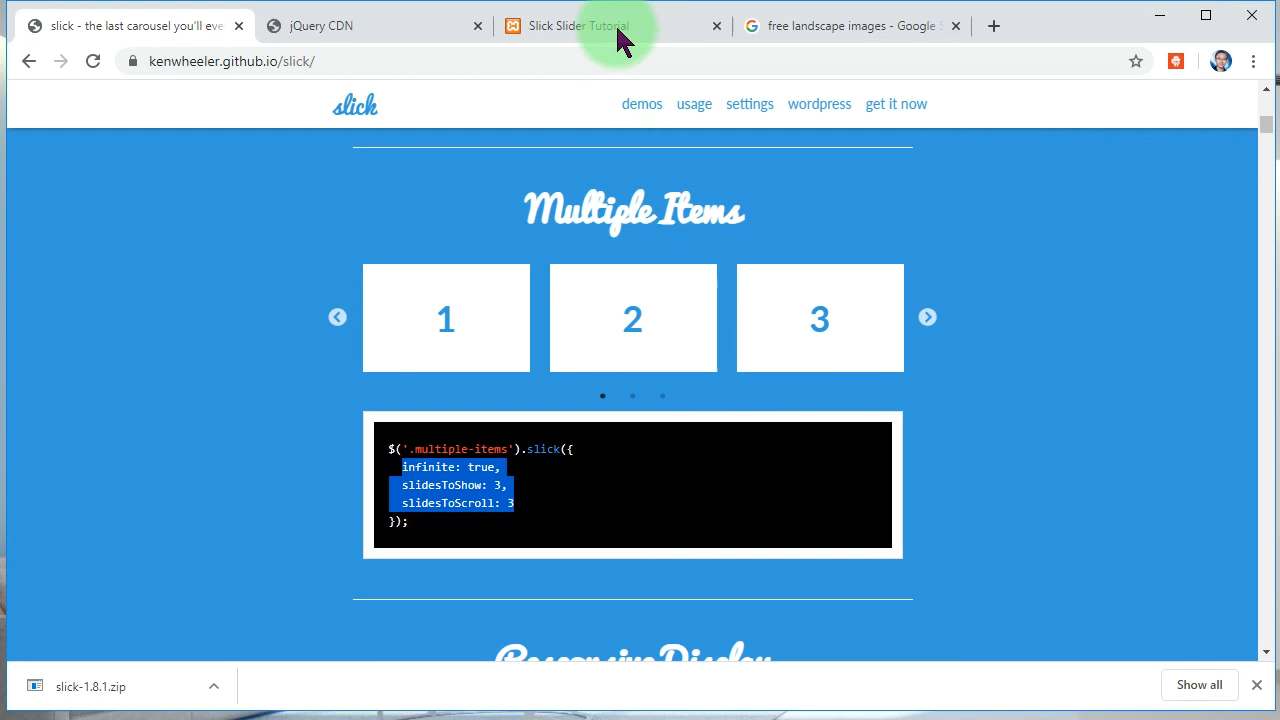 slick - the last carousel you'll eve
jQuery CDN
Slick Slider Tutorial
free landscape images - Google S
kenwheeler.github.io/slick/
slick
demos
usage
settings
wordpress
get it now
Multiple Items
1
2
3
$('.multiple-items').slick({
infinite: true,
slidesToShow: 3,
slidesToScroll: 3
});
Responsive Display
slick-1.8.1.zip
Show all